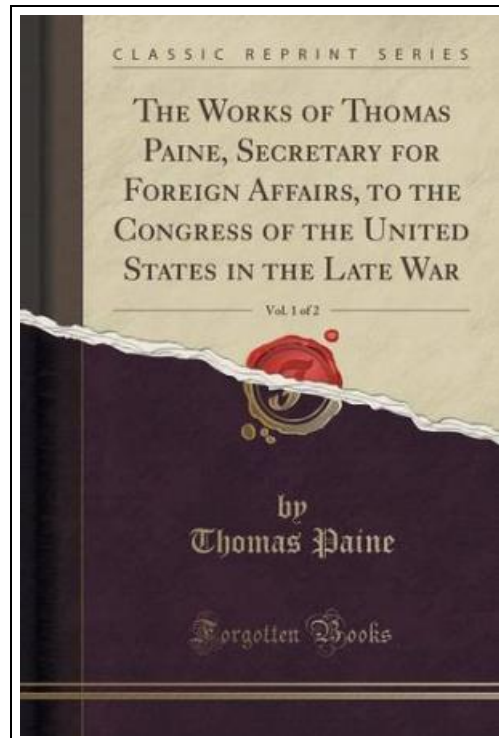 CLASSIC REPRINT SERIES
THE WORKS OF THOMAS
PAINE, SECRETARY FOR
FOREIGN AFFAIRS, TO THE
CONGRESS OF THE UNITED
STATES IN THE LATE WAR
Vol. 1 of 2
by
Thomas Paine
Forgotten Books